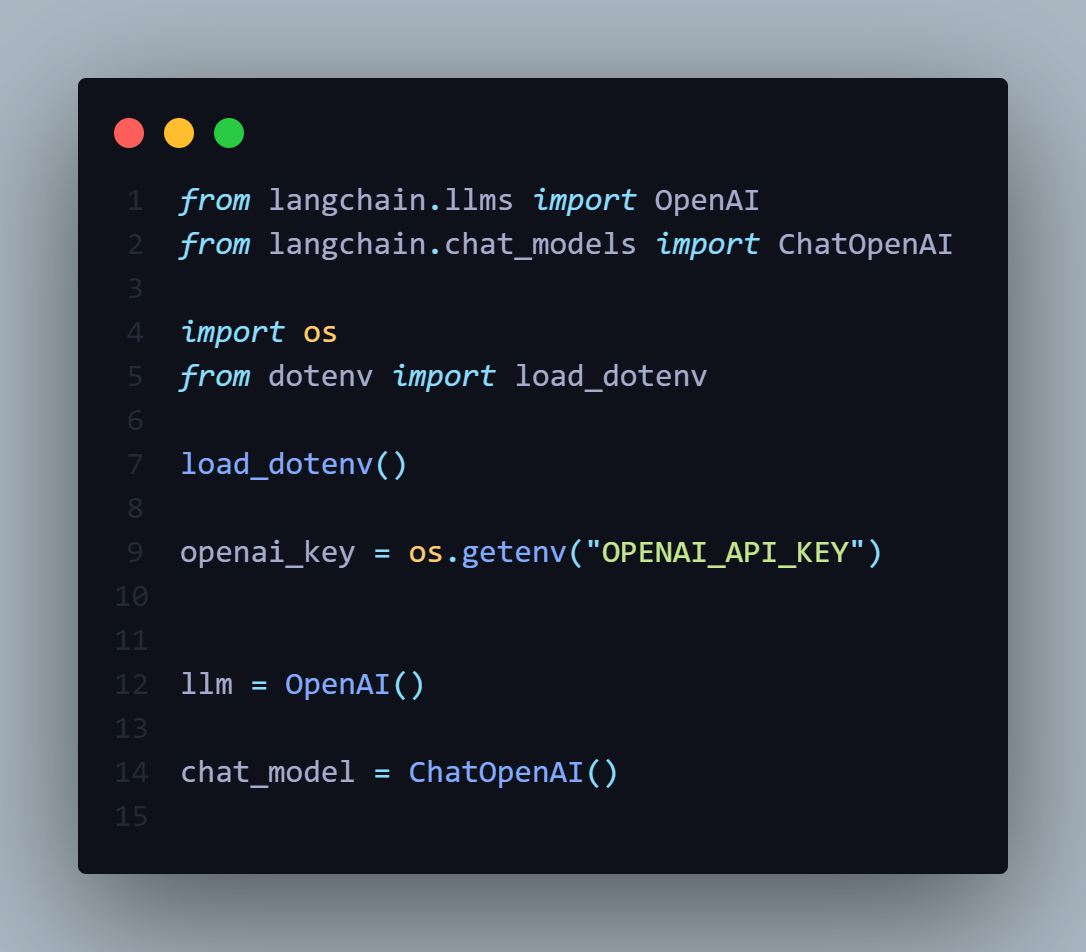 1 from langchain.llms import OpenAI
2 from langchain.chat_models import ChatOpenAI
3
4 import os
5 from dotenv import load_dotenv
6
7 load_dotenv()
8
9 openai_key = os.getenv("OPENAI_API_KEY")
10
11
12 llm = OpenAI()
13
14 chat_model = ChatOpenAI()
15